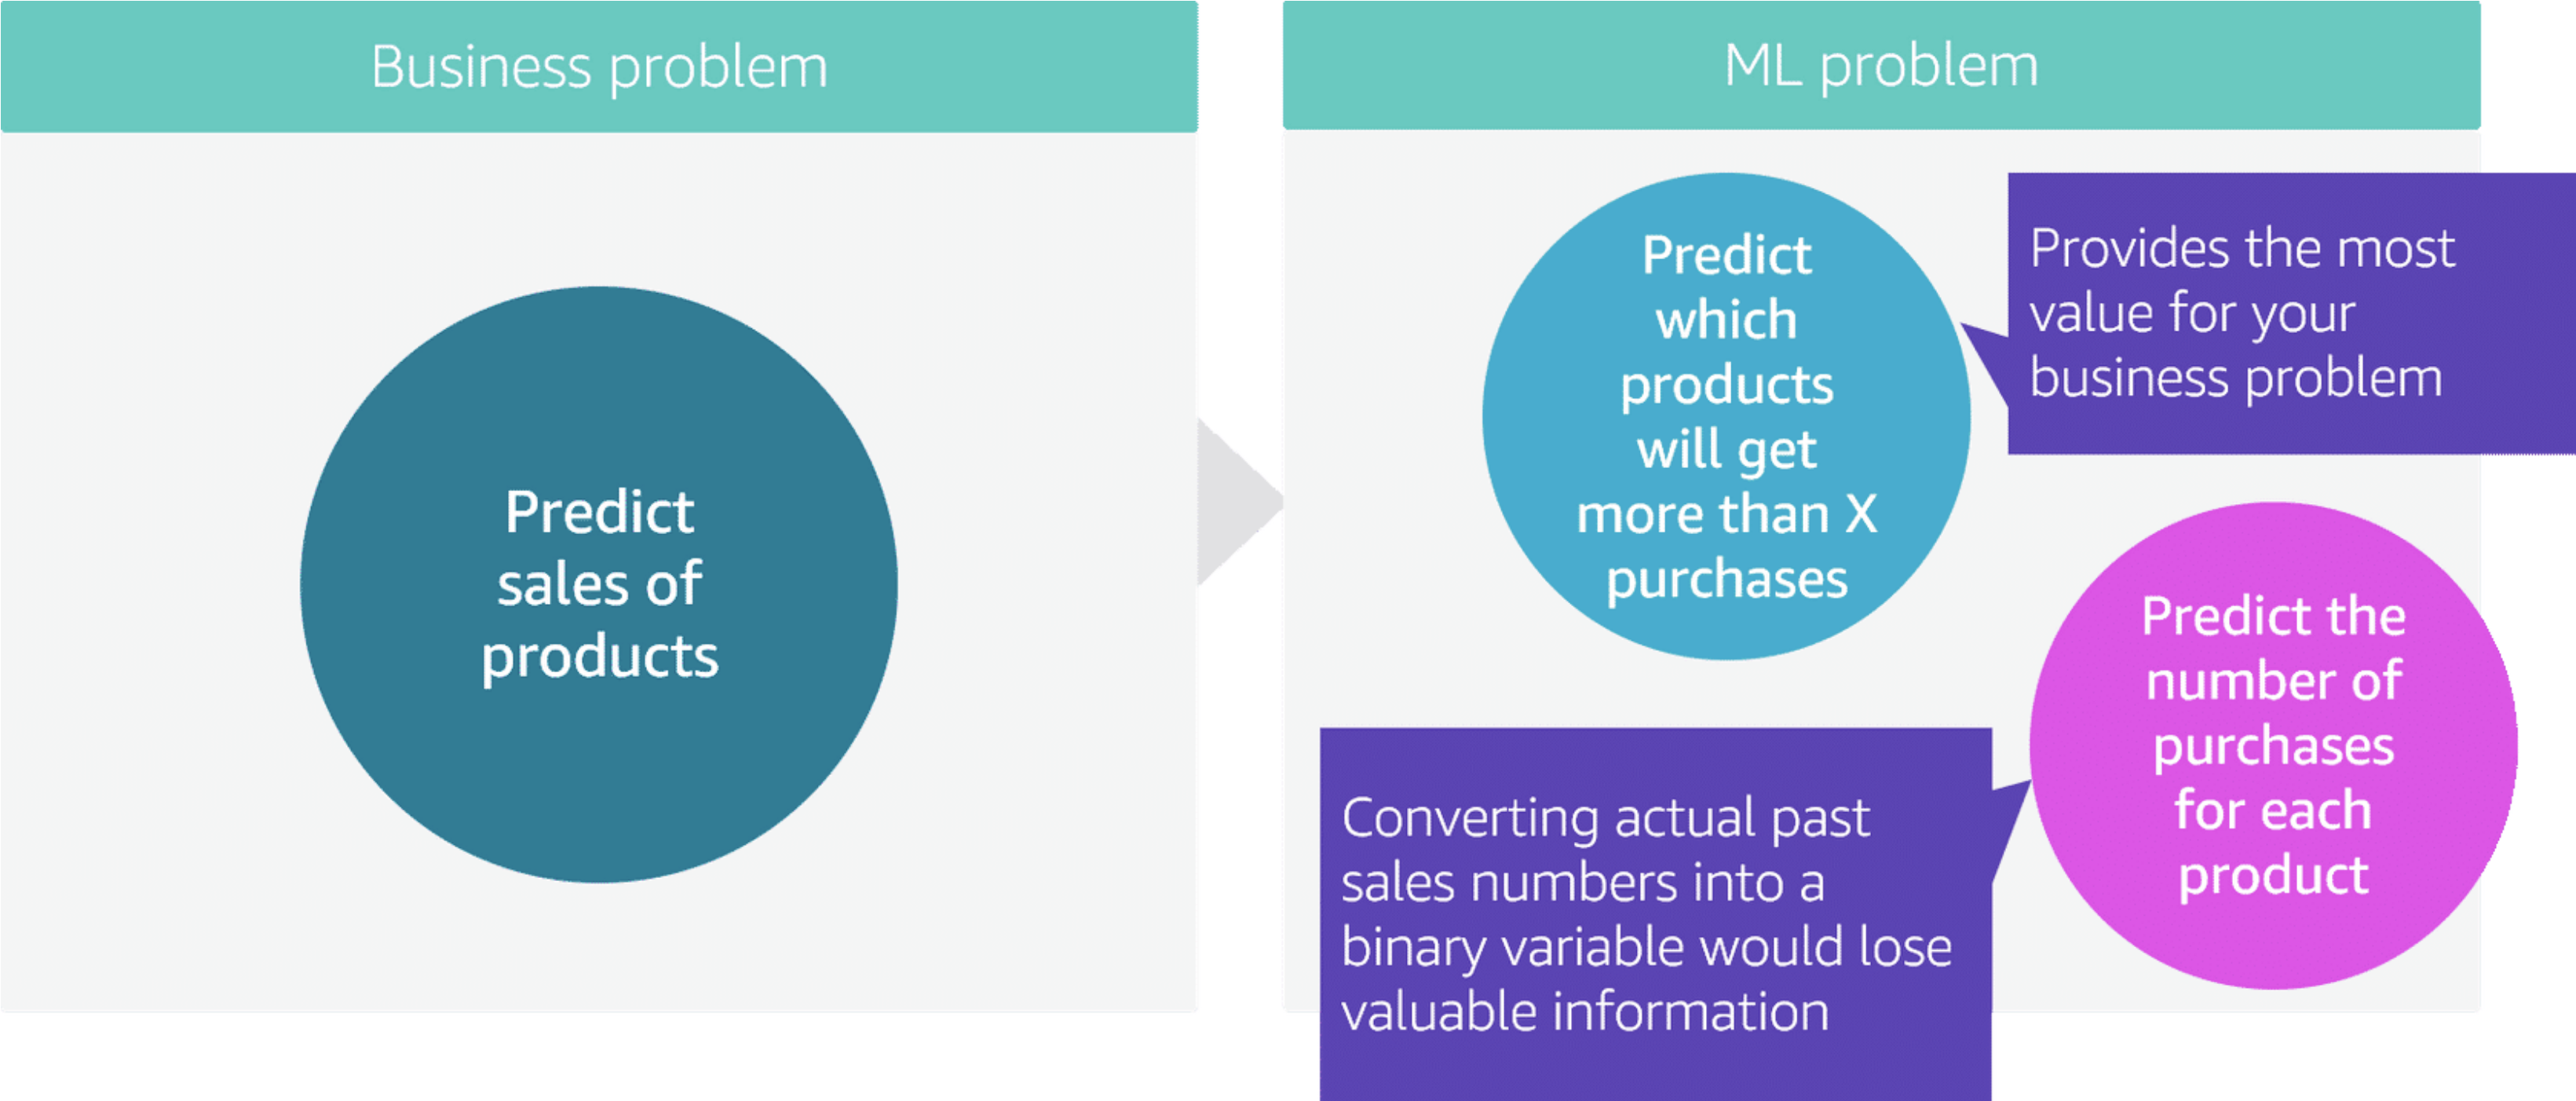 Business problem
Predict
sales of
products
ML problem
Predict
which
products
will get
more than X
purchases
Provides the most
value for your
business problem
Predict the
number of
purchases
for each
product
Converting actual past
sales numbers into a
binary variable would lose
valuable information